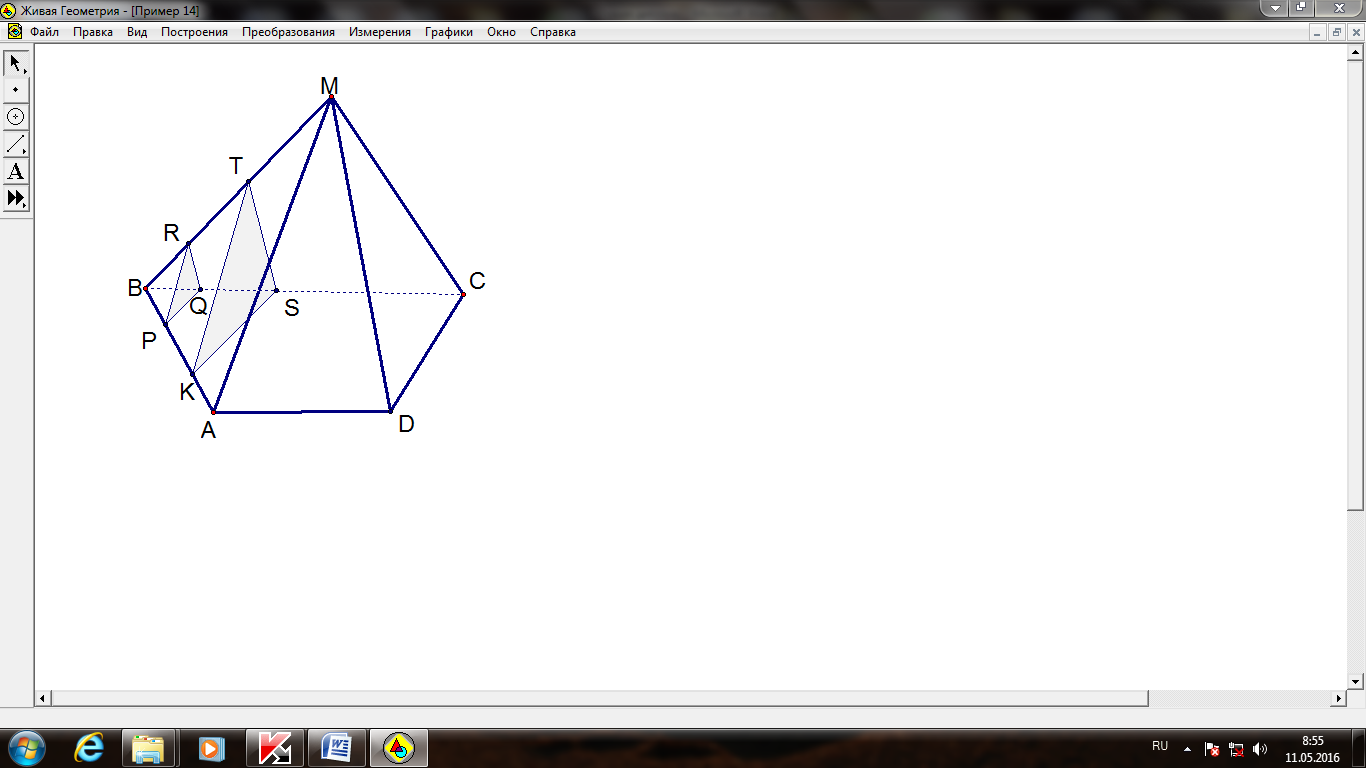 Живая Геометрия - [Пример 14]
Файл Правка Вид Построения Преобразования Измерения Графики Окно Справка
A
M
T
R
B
C
Q
S
P
K
A
D
RU
8:55
11.05.2016